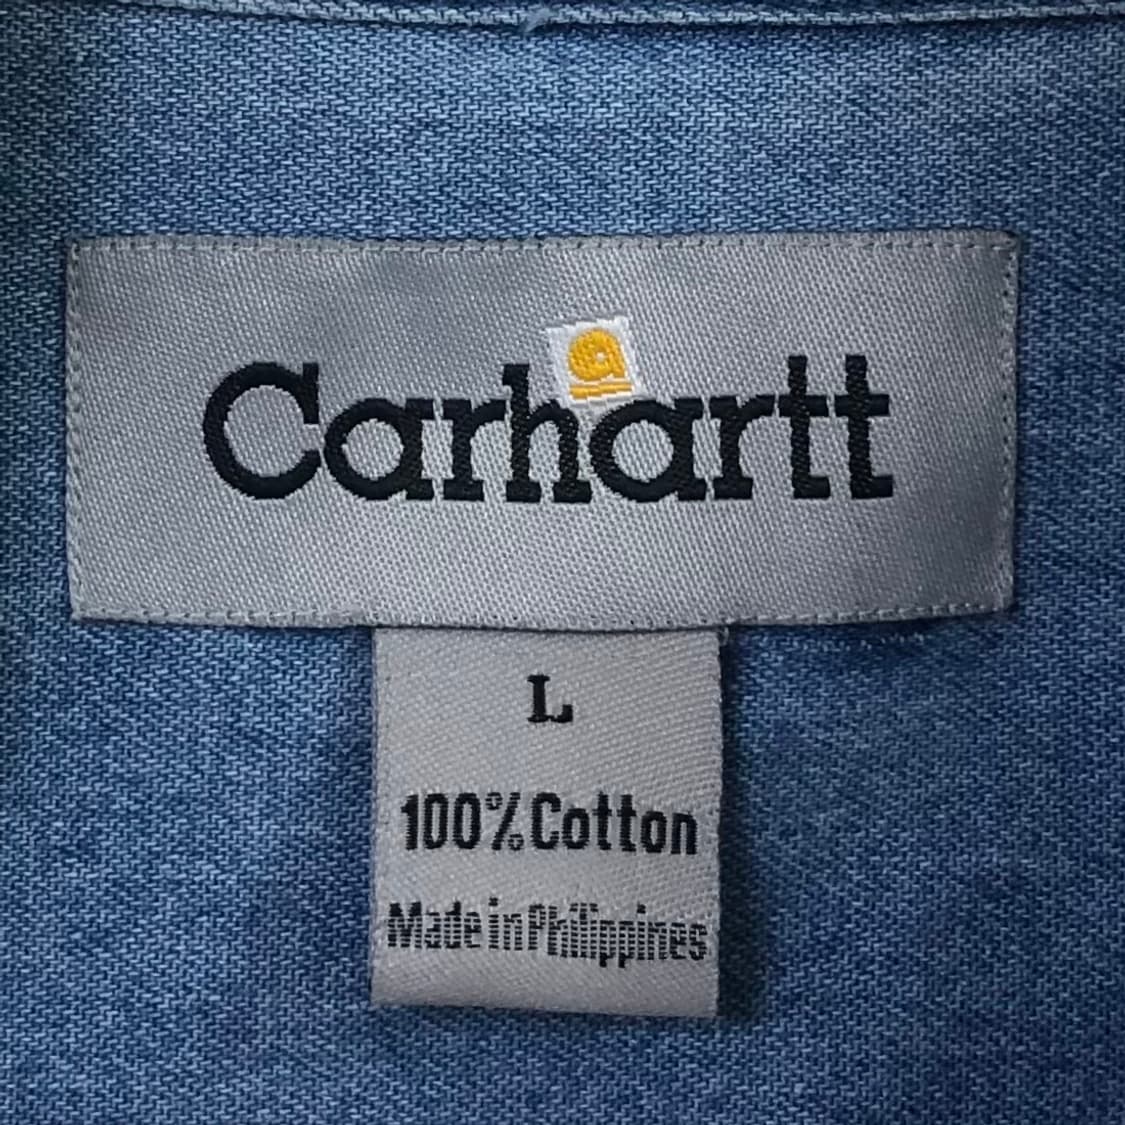 Carhartt
L
100% Cotton
Made in Philippines